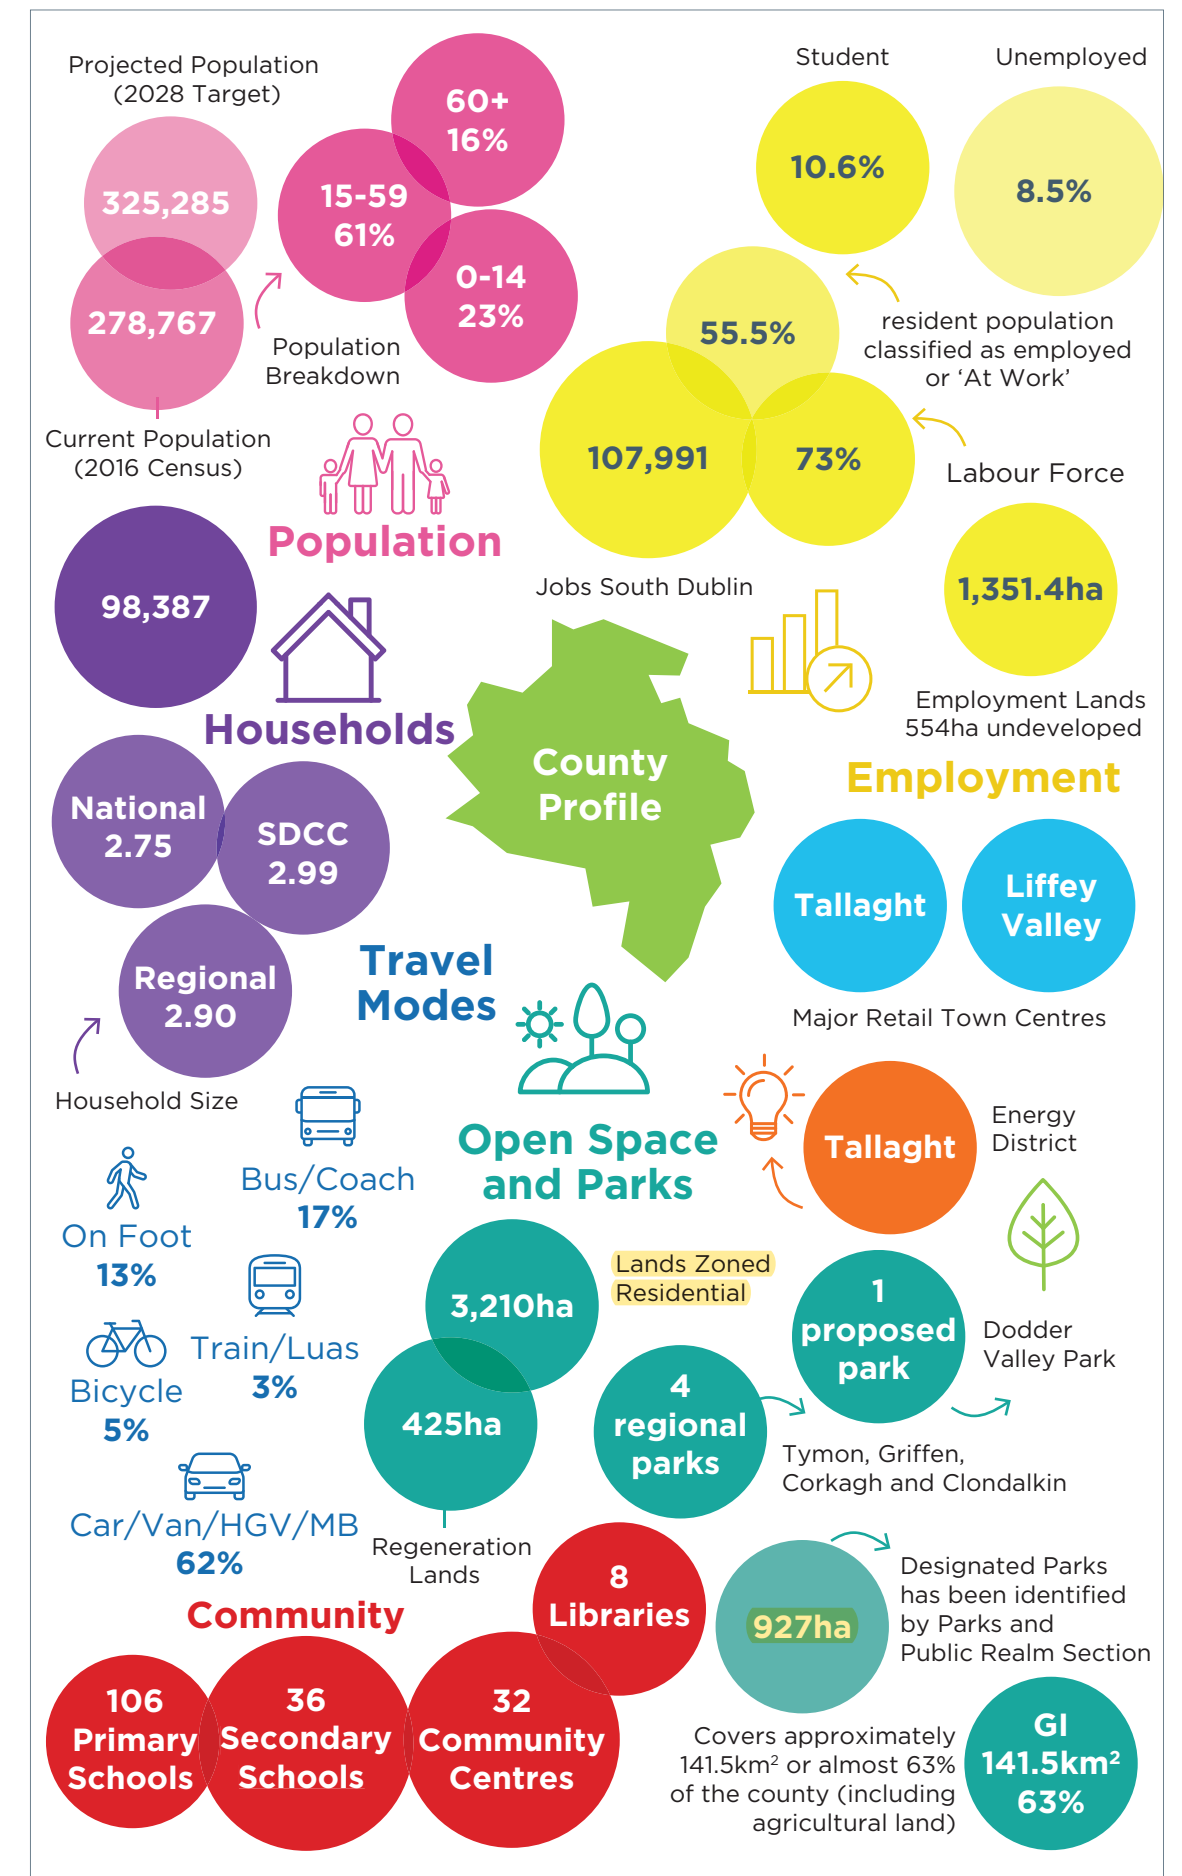 Projected Population
(2028 Target)
325,285
278,767
Current Population
(2016 Census)
60+
16%
15-59
61%
0-14
23%
Population
Breakdown
Population
Student
10.6%
Unemployed
8.5%
resident population
classified as employed
or ‘At Work’
55.5%
107,991
73%
Labour Force
Jobs South Dublin
1,351.4ha
Employment Lands
554ha undeveloped
Employment
98,387
Households
National
2.75
SDCC
2.99
Regional
2.90
Household Size
County
Profile
Tallaght
Liffey
Valley
Major Retail Town Centres
Travel
Modes
Bus/Coach
17%
On Foot
13%
Train/Luas
3%
Bicycle
5%
Car/Van/HGV/MB
62%
Open Space
and Parks
Tallaght
Energy
District
3,210ha
Lands Zoned
Residential
425ha
Regeneration
Lands
1
proposed
park
Dodder
Valley Park
4
regional
parks
Tymon, Griffen,
Corkagh and Clondalkin
927ha
Designated Parks
has been identified
by Parks and
Public Realm Section
Covers approximately
141.5km² or almost 63%
of the county (including
agricultural land)
GI
141.5km²
63%
Community
8
Libraries
106
Primary
Schools
36
Secondary
Schools
32
Community
Centres